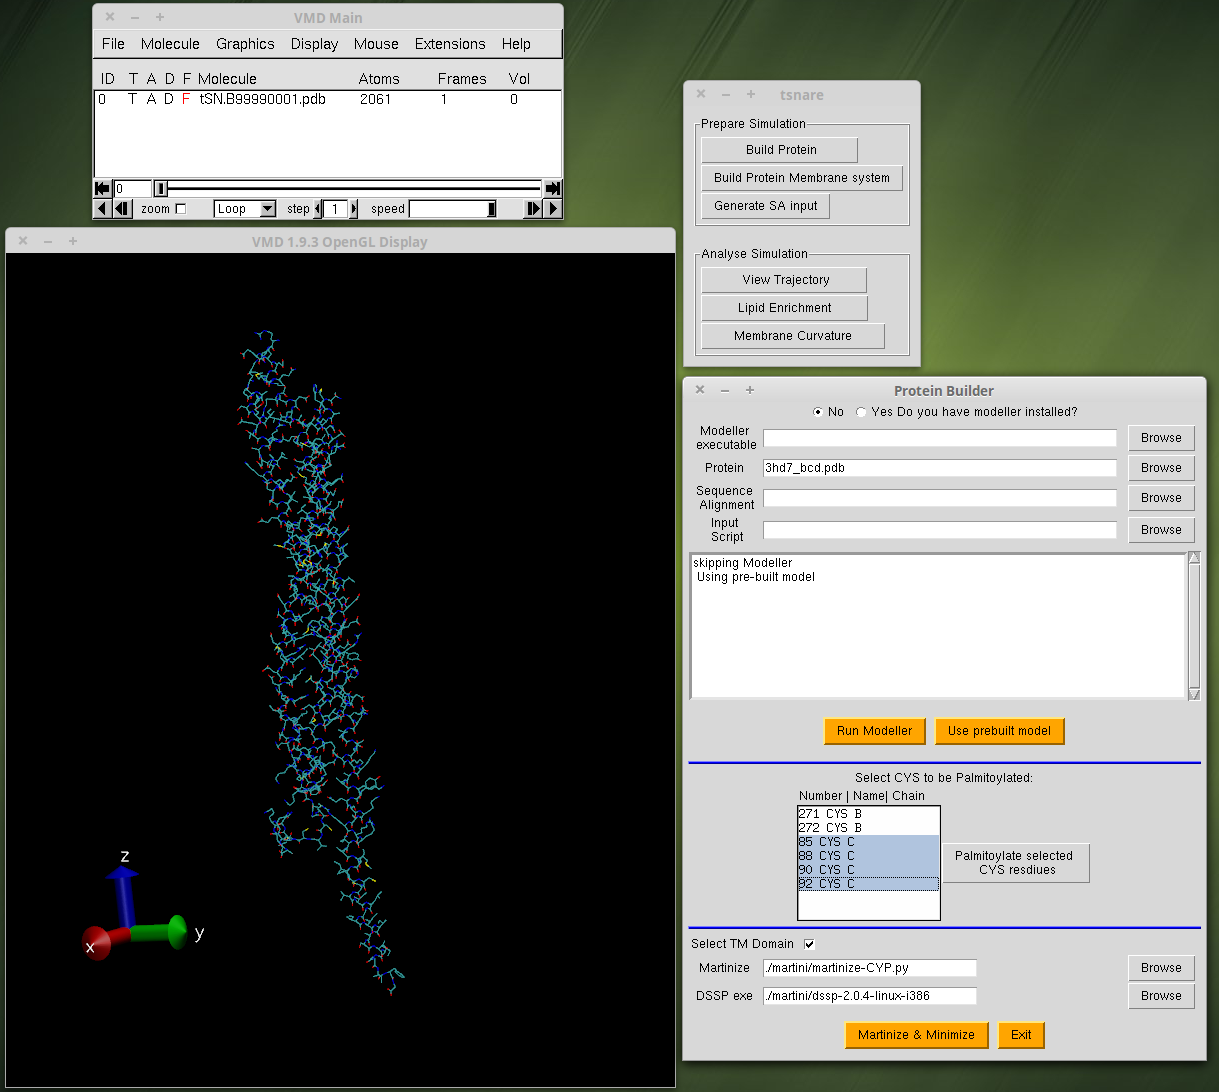 VMD Main
File Molecule Graphics Display Mouse Extensions Help
ID T A D F Molecule Atoms Frames Vol
0 T A D F tSN.B99990001.pdb 2061 1 0
0
zoom Loop step 1 speed
VMD 1.9.3 OpenGL Display
z
y
x
tsnare
Prepare Simulation
Build Protein
Build Protein Membrane system
Generate SA input
Analyse Simulation
View Trajectory
Lipid Enrichment
Membrane Curvature
Protein Builder
No Yes Do you have modeller installed?
Modeller
executable
Browse
Protein 3hd7_bcd.pdb Browse
Sequence
Alignment
Browse
Input
Script
Browse
skipping Modeller
Using pre-built model
Run Modeller Use prebuilt model
Select CYS to be Palmitoylated:
Number | Name| Chain
271 CYS B
272 CYS B
85 CYS C
88 CYS C
90 CYS C
92 CYS C
Palmitoylate selected
CYS resdiues
Select TM Domain
Martinize ./martini/martinize-CYP.py Browse
DSSP exe ./martini/dssp-2.0.4-linux-i386 Browse
Martinize & Minimize Exit